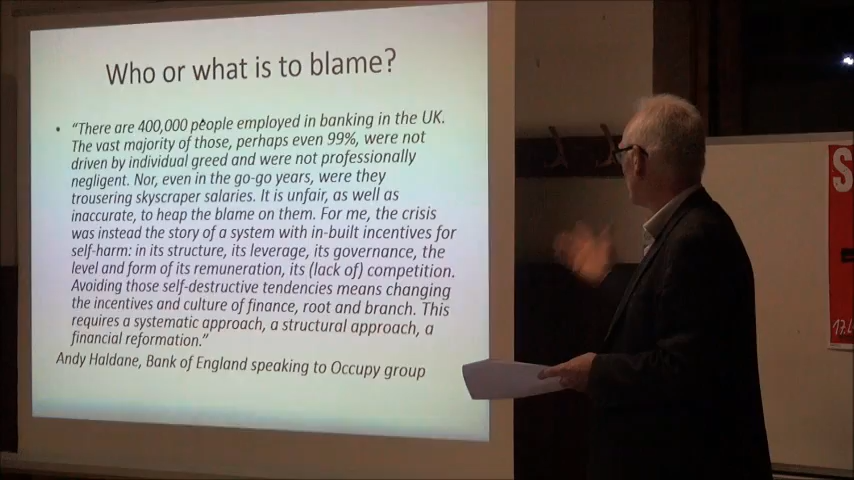 Who or what is to blame?
• "There are 400,000 people employed in banking in the UK.
The vast majority of those, perhaps even 99%, were not
driven by individual greed and were not professionally
negligent. Nor, even in the go-go years, were they
trousering skyscraper salaries. It is unfair, as well as
inaccurate, to heap the blame on them. For me, the crisis
was instead the story of a system with in-built incentives for
self-harm: in its structure, its leverage, its governance, the
level and form of its remuneration, its (lack of) competition.
Avoiding those self-destructive tendencies means changing
the incentives and culture of finance, root and branch. This
requires a systematic approach, a structural approach, a
financial reformation."
Andy Haldane, Bank of England speaking to Occupy group
S